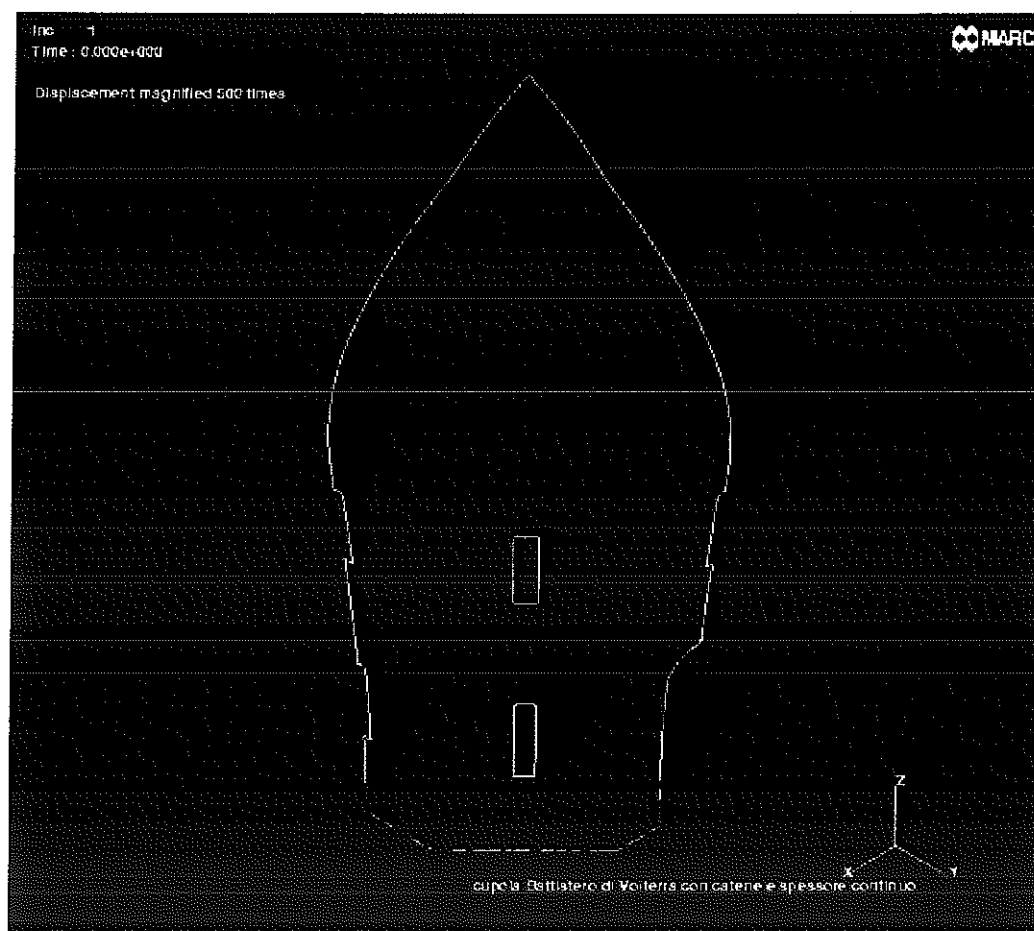 Inc : 1
Time : 0.000e+000
MARC
Displacement magnified 500 times
Z
X Y
cupola Battistero di Volterra con catene e spessore continuo